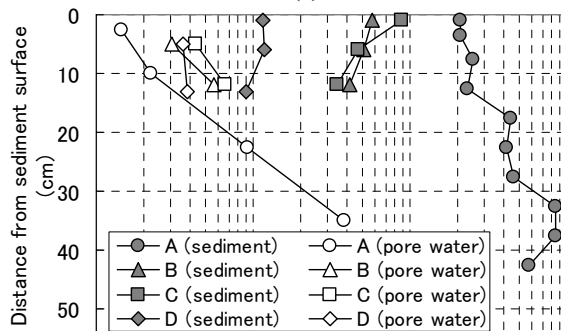 0
10
20
30
40
50
Distance from sediment surface
(cm)
A (sediment) A (pore water)
B (sediment) B (pore water)
C (sediment) C (pore water)
D (sediment) D (pore water)